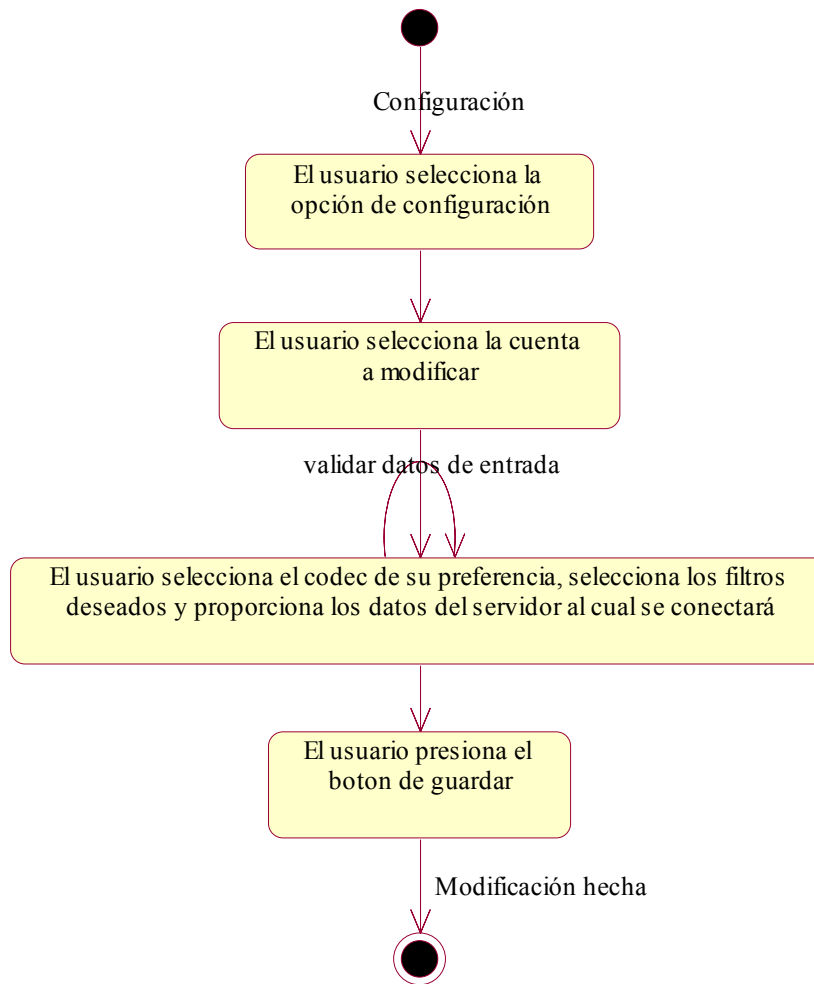 Configuración
El usuario selecciona la
opción de configuración
El usuario selecciona la cuenta
a modificar
validar datos de entrada
El usuario selecciona el codec de su preferencia, selecciona los filtros
deseados y proporciona los datos del servidor al cual se conectará
El usuario presiona el
boton de guardar
Modificación hecha